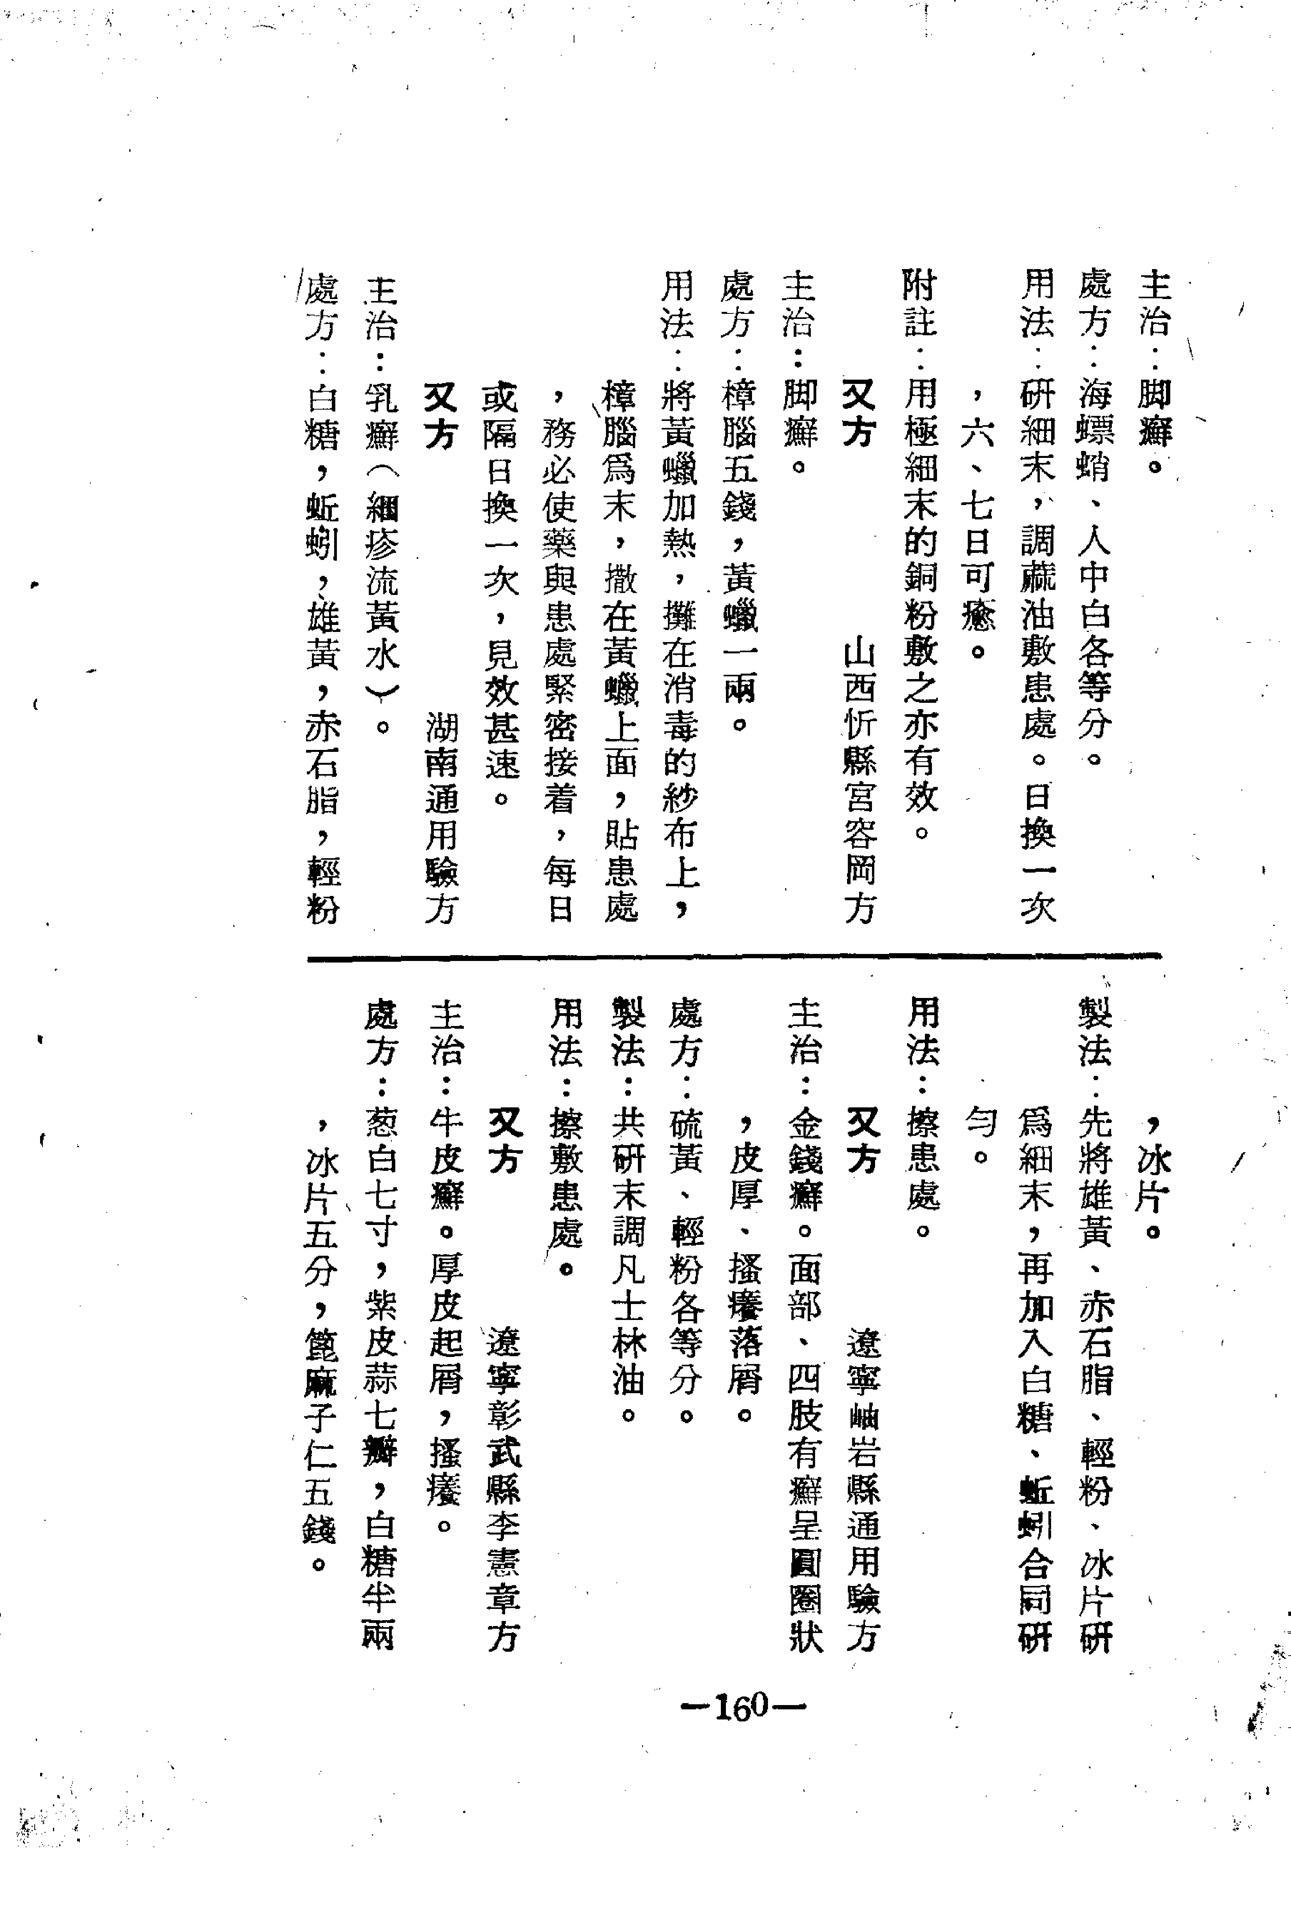 主治：脚癬。
處方：海螵蛸、人中白各等分。
用法：研細末，調蔴油敷患處。日換一次
，六、七日可癒。
附註：用極細末的銅粉敷之亦有效。
又方　山西忻縣宮容岡方
主治：脚癬。
處方：樟腦五錢，黃蠟一兩。
用法：將黃蠟加熱，攤在消毒的紗布上，
樟腦爲末，撒在黃蠟上面，貼患處
，務必使藥與患處緊密接着，每日
或隔日換一次，見效甚速。
又方　湖南通用驗方
主治：乳癬（細疹流黃水）。
處方：白糖，蚯蚓，雄黃，赤石脂，輕粉
，冰片。
製法：先將雄黃、赤石脂、輕粉、冰片研
爲細末，再加入白糖、蚯蚓合同研
勻。
用法：擦患處。
又方　遼寧岫岩縣通用驗方
主治：金錢癬。面部、四肢有癬呈圓圈狀
，皮厚、搔癢落屑。
處方：硫黃、輕粉各等分。
製法：共研末調凡士林油。
用法：擦敷患處。
又方　遼寧彰武縣李憲章方
主治：牛皮癬。厚皮起屑，搔癢。
處方：葱白七寸，紫皮蒜七瓣，白糖半兩
，冰片五分，篦麻子仁五錢。
—160—